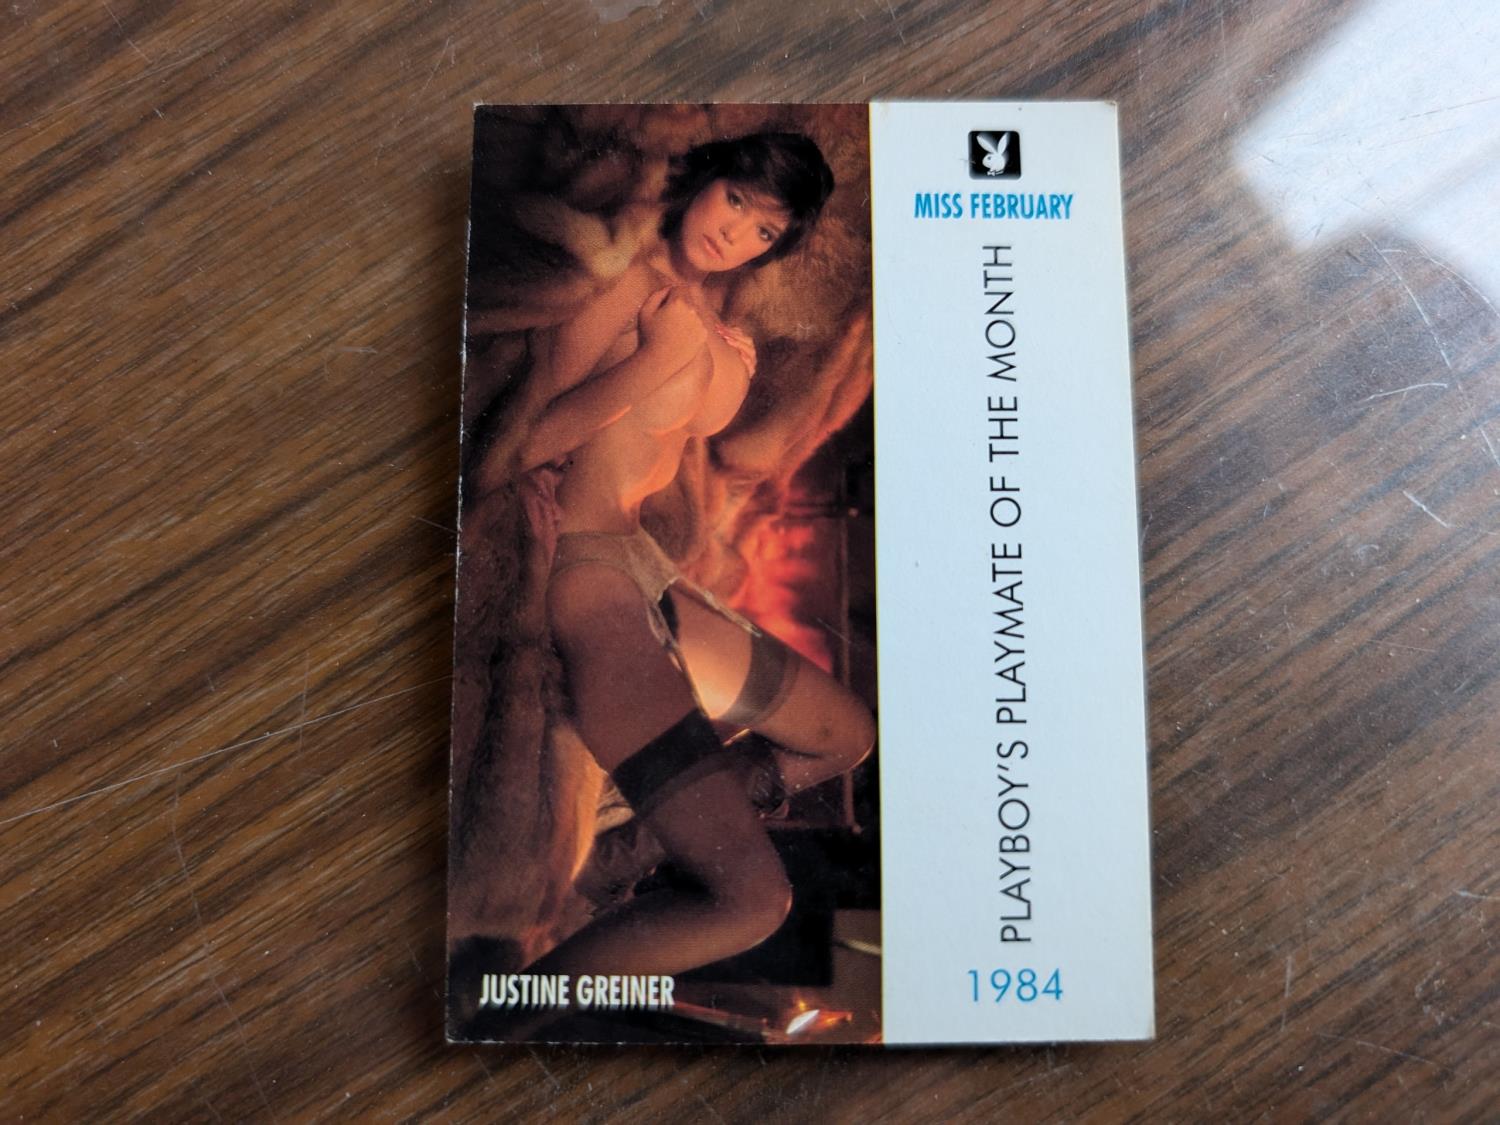 MISS FEBRUARY
PLAYBOY'S PLAYMATE OF THE MONTH
1984
JUSTINE GREINER